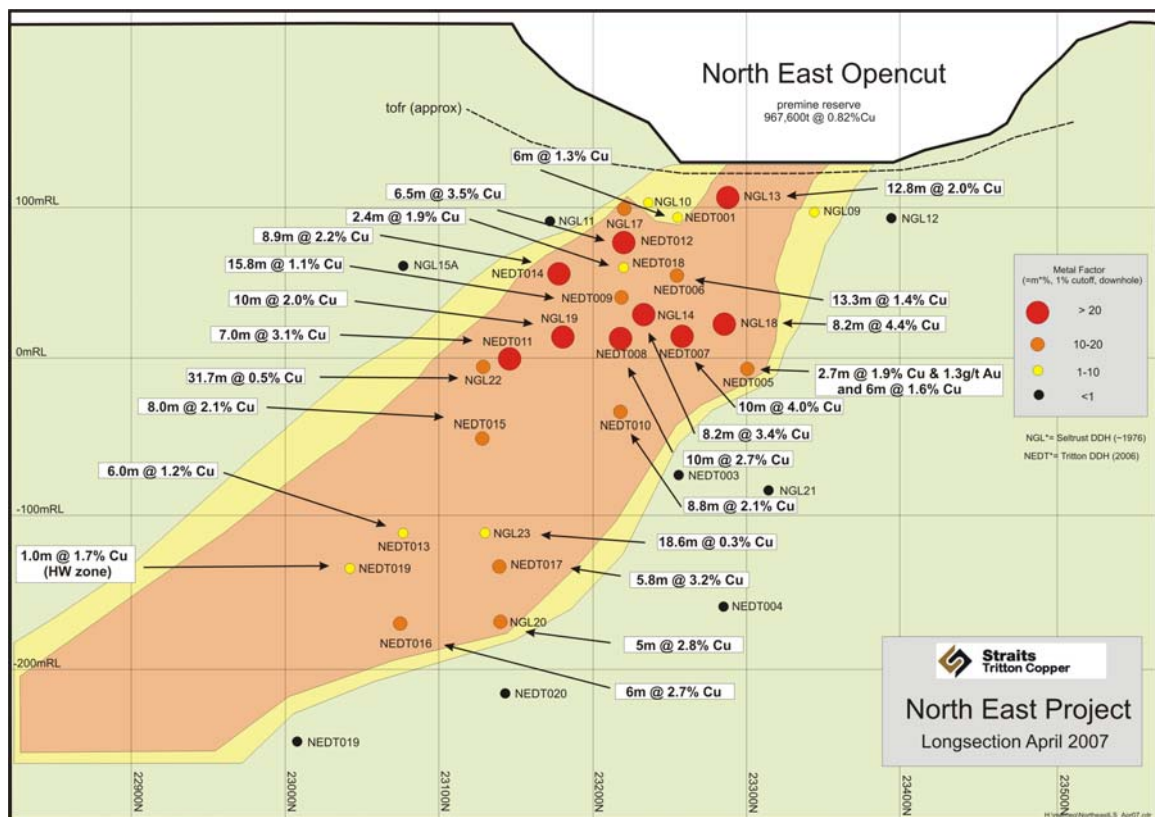 North East Opencut
premine reserve
967,600t @ 0.82%Cu
tofr (approx)
6m @ 1.3% Cu
6.5m @ 3.5% Cu
2.4m @ 1.9% Cu
8.9m @ 2.2% Cu
15.8m @ 1.1% Cu
10m @ 2.0% Cu
7.0m @ 3.1% Cu
31.7m @ 0.5% Cu
8.0m @ 2.1% Cu
6.0m @ 1.2% Cu
1.0m @ 1.7% Cu
(HW zone)
12.8m @ 2.0% Cu
13.3m @ 1.4% Cu
8.2m @ 4.4% Cu
2.7m @ 1.9% Cu & 1.3g/t Au
and 6m @ 1.6% Cu
10m @ 4.0% Cu
8.2m @ 3.4% Cu
10m @ 2.7% Cu
8.8m @ 2.1% Cu
18.6m @ 0.3% Cu
5.8m @ 3.2% Cu
5m @ 2.8% Cu
6m @ 2.7% Cu
100mRL
0mRL
-100mRL
-200mRL
NGL11
NGL17
NGL10
NEDT001
NGL13
NGL09
NGL12
NGL15A
NEDT012
NEDT018
NEDT014
NEDT006
NEDT009
NGL19
NGL14
NGL18
NEDT011
NEDT008
NEDT007
NGL22
NEDT005
NEDT015
NEDT010
NEDT003
NGL21
NEDT013
NGL23
NEDT019
NEDT017
NEDT004
NEDT016
NGL20
NEDT020
NEDT019
Metal Factor
(=m*%, 1% cutoff, downhole)
> 20
10-20
1-10
<1
NGL*= Seltrust DDH (~1976)
NEDT*= Tritton DDH (2006)
Straits
Tritton Copper
North East Project
Longsection April 2007
22900N
23000N
23100N
23200N
23300N
23400N
23500N